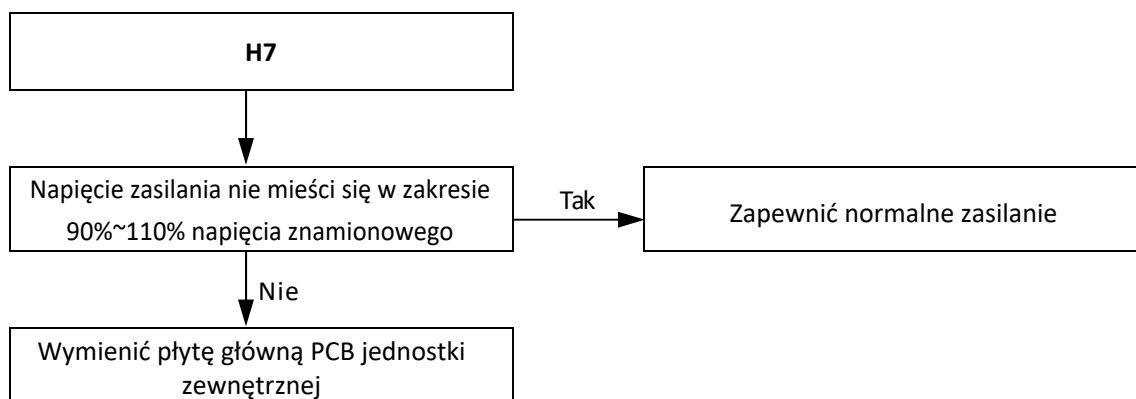 H7
Napięcie zasilania nie mieści się w zakresie
90%~110% napięcia znamionowego
Tak
Zapewnić normalne zasilanie
Nie
Wymienić płytę główną PCB jednostki
zewnętrznej